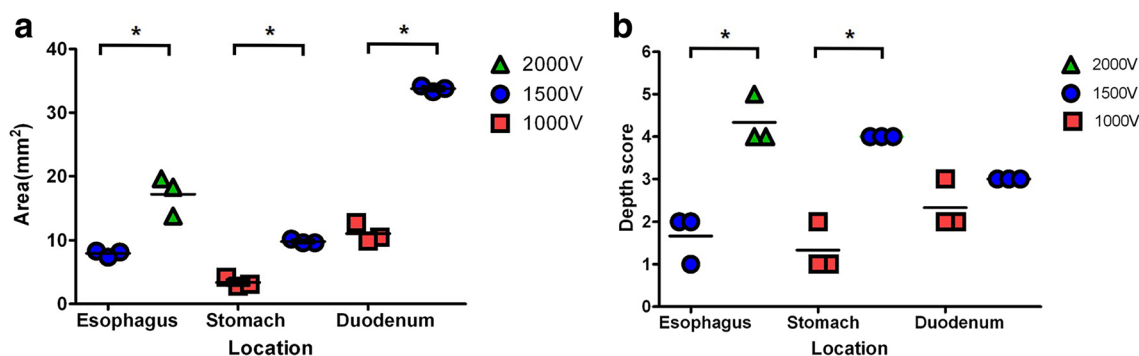 a
Area(mm²)
40
30
20
10
0
* * *
Esophagus Stomach Duodenum
Location
2000V
1500V
1000V
b
Depth score
6
5
4
3
2
1
0
* *
Esophagus Stomach Duodenum
Location
2000V
1500V
1000V